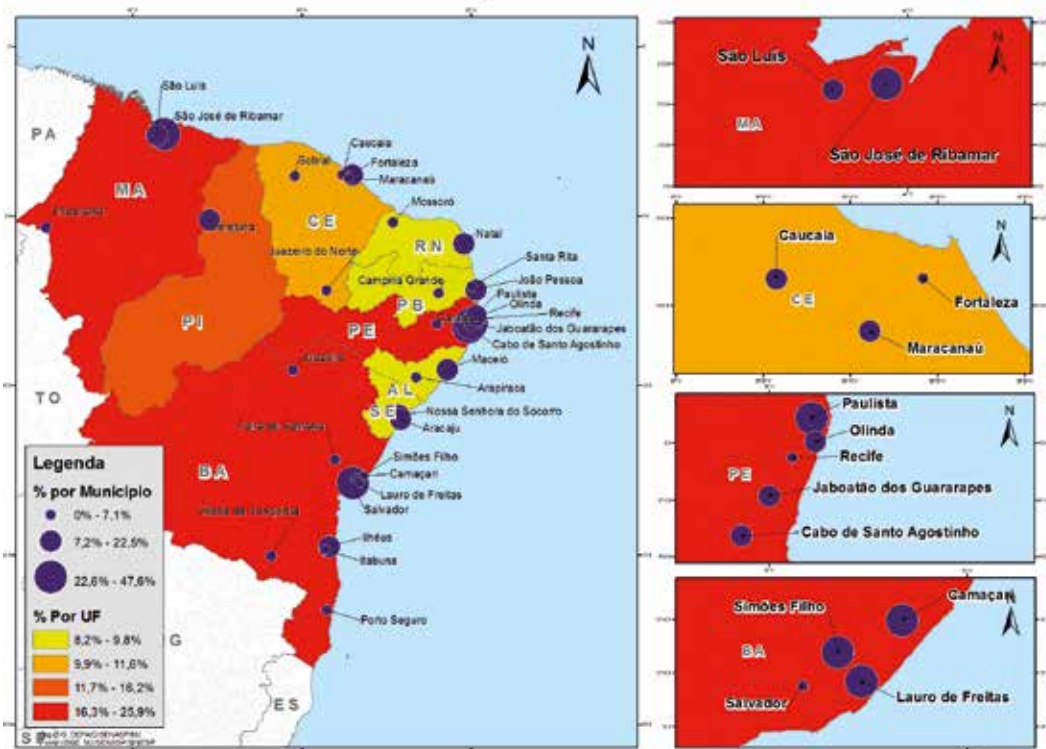 N
São Luís
São José de Ribamar
PA
MA
Caucaia
Fortaleza
Maracanaú
Sobral
CE
Mossoró
RN
Natal
Juazeiro do Norte
Santa Rita
João Pessoa
Campina Grande
Paulista
Olinda
PB
Recife
PI
PE
Jaboatão dos Guararapes
Cabo de Santo Agostinho
Maceió
TO
AL
Arapiraca
SE
Nossa Senhora do Socorro
Aracaju
BA
Simões Filho
Camaçari
Lauro de Freitas
Salvador
Ilhéus
Itabuna
Porto Seguro
ES
Legenda
% por Município
0% - 7,1%
7,2% - 22,5%
22,6% - 47,6%
% Por UF
8,2% - 9,8%
9,9% - 11,6%
11,7% - 16,2%
16,3% - 25,9%
São Luís
N
MA
São José de Ribamar
Caucaia
N
CE
Fortaleza
Maracanaú
Paulista
N
Olinda
Recife
PE
Jaboatão dos Guararapes
Cabo de Santo Agostinho
Camaçari
N
Simões Filho
BA
Salvador
Lauro de Freitas